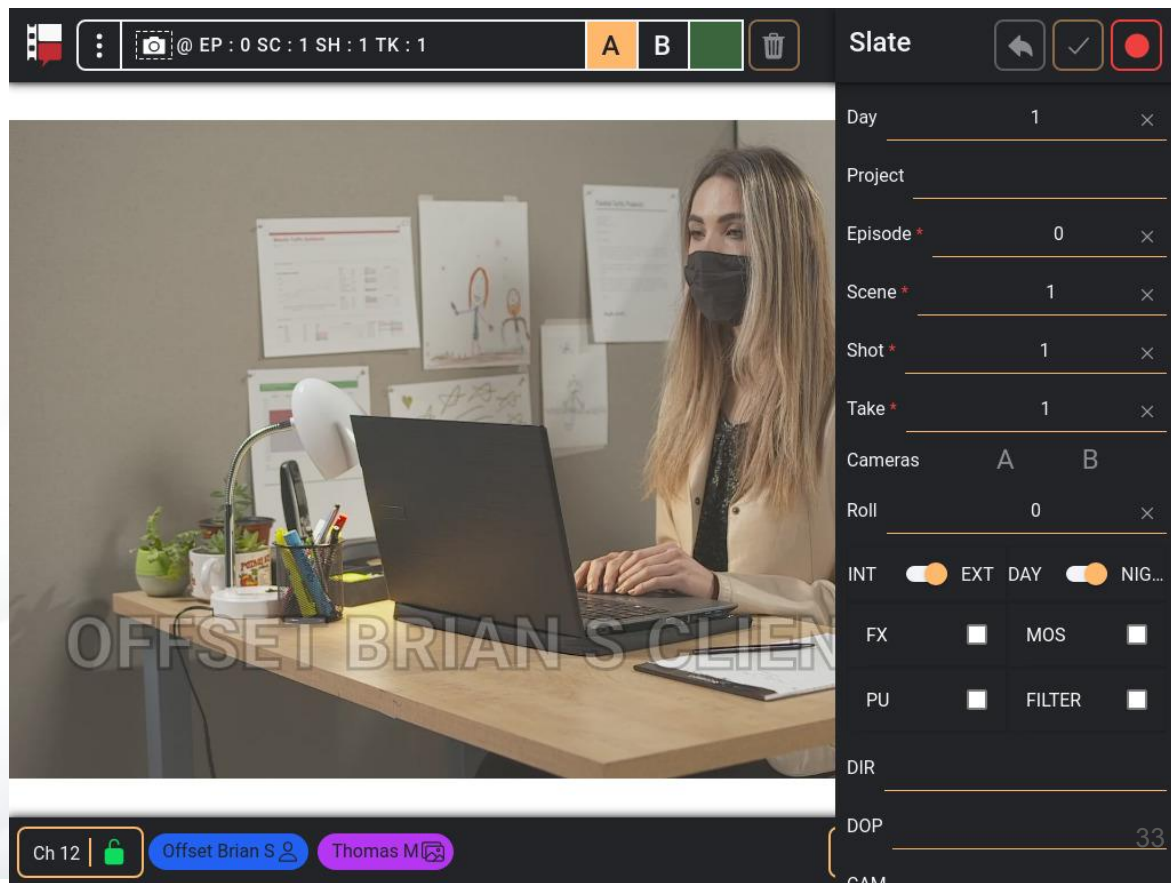 @ EP : 0 SC : 1 SH : 1 TK : 1
A
B
Slate
Day 1
Project
Episode * 0
Scene * 1
Shot * 1
Take * 1
Cameras A B
Roll 0
INT EXT DAY NIG...
FX MOS
PU FILTER
DIR
DOP
33
CAM
OFFSET BRIAN S CLIEN
Ch 12
Offset Brian S
Thomas M